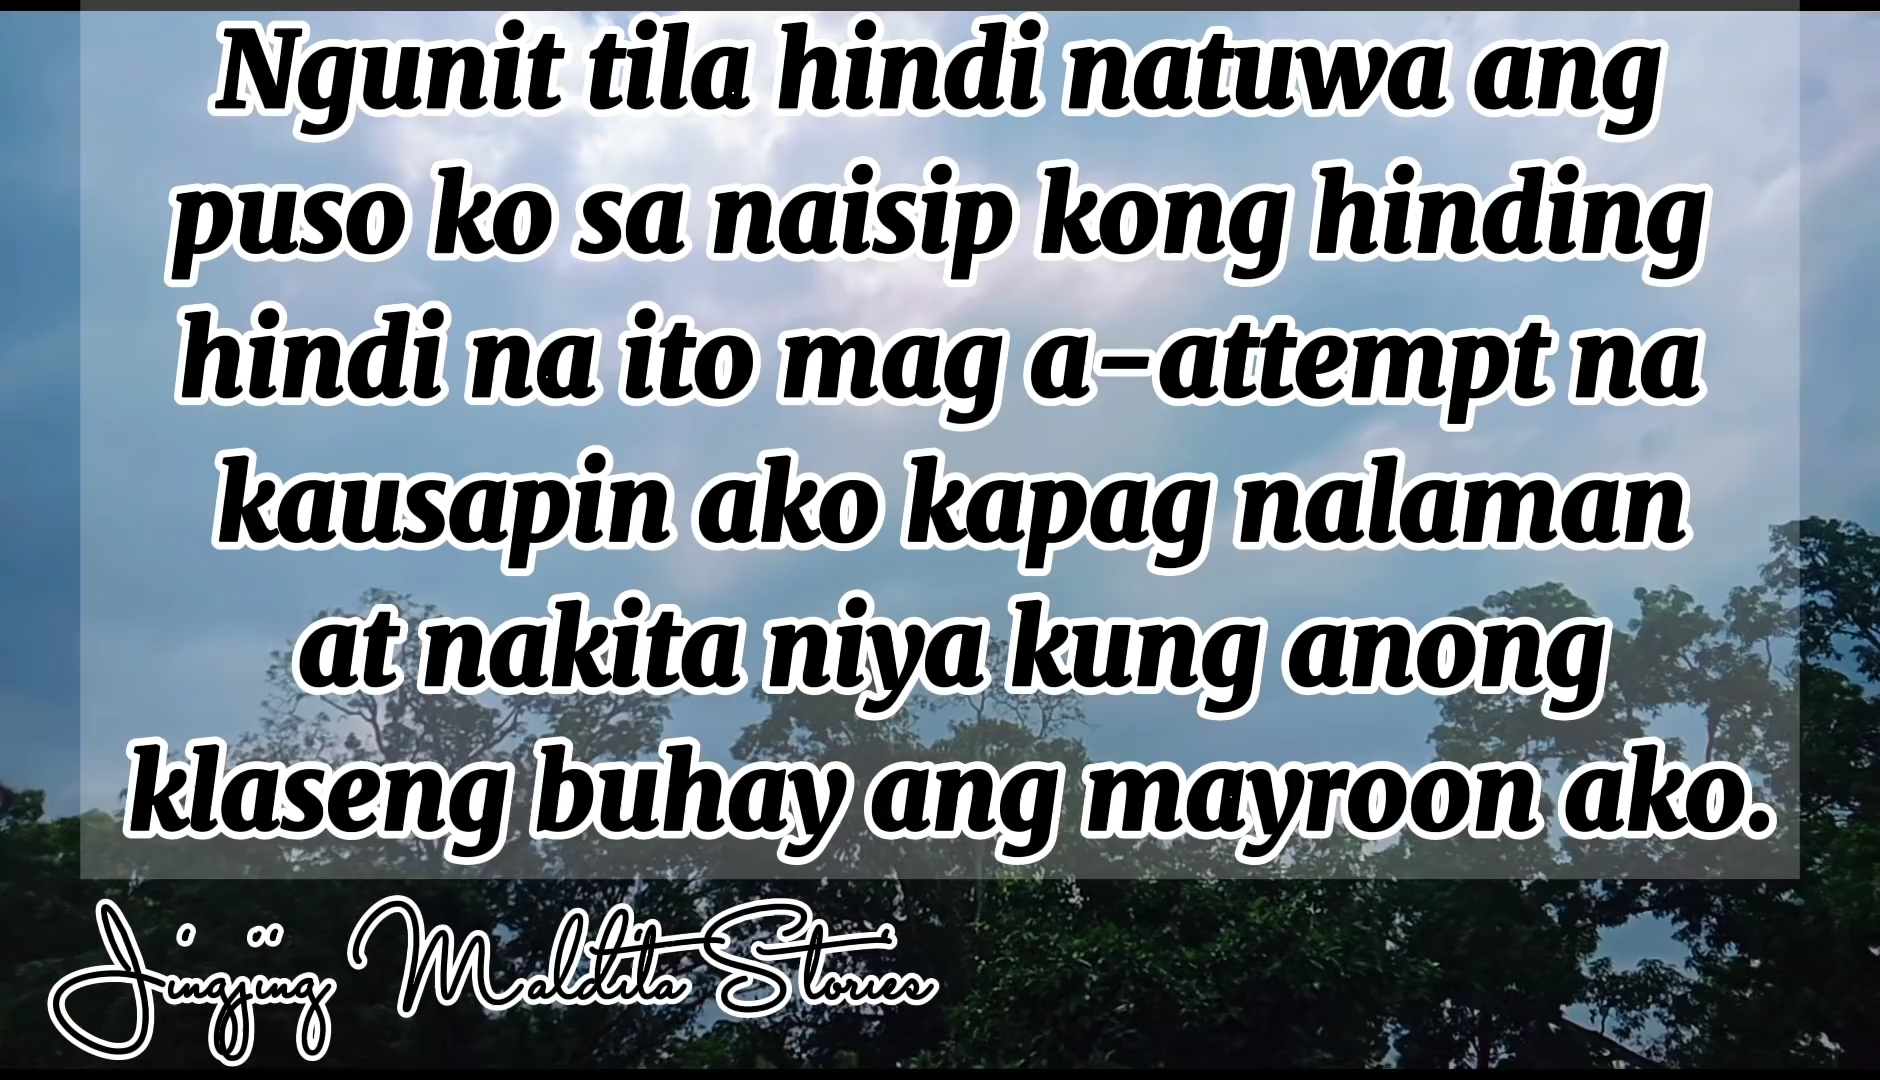 Ngunit tila hindi natuwa ang
puso ko sa naisip kong hinding
hindi na ito mag a-attempt na
kausapin ako kapag nalaman
at nakita niya kung anong
klaseng buhay ang mayroon ako.
Jingjing Maldita Stories